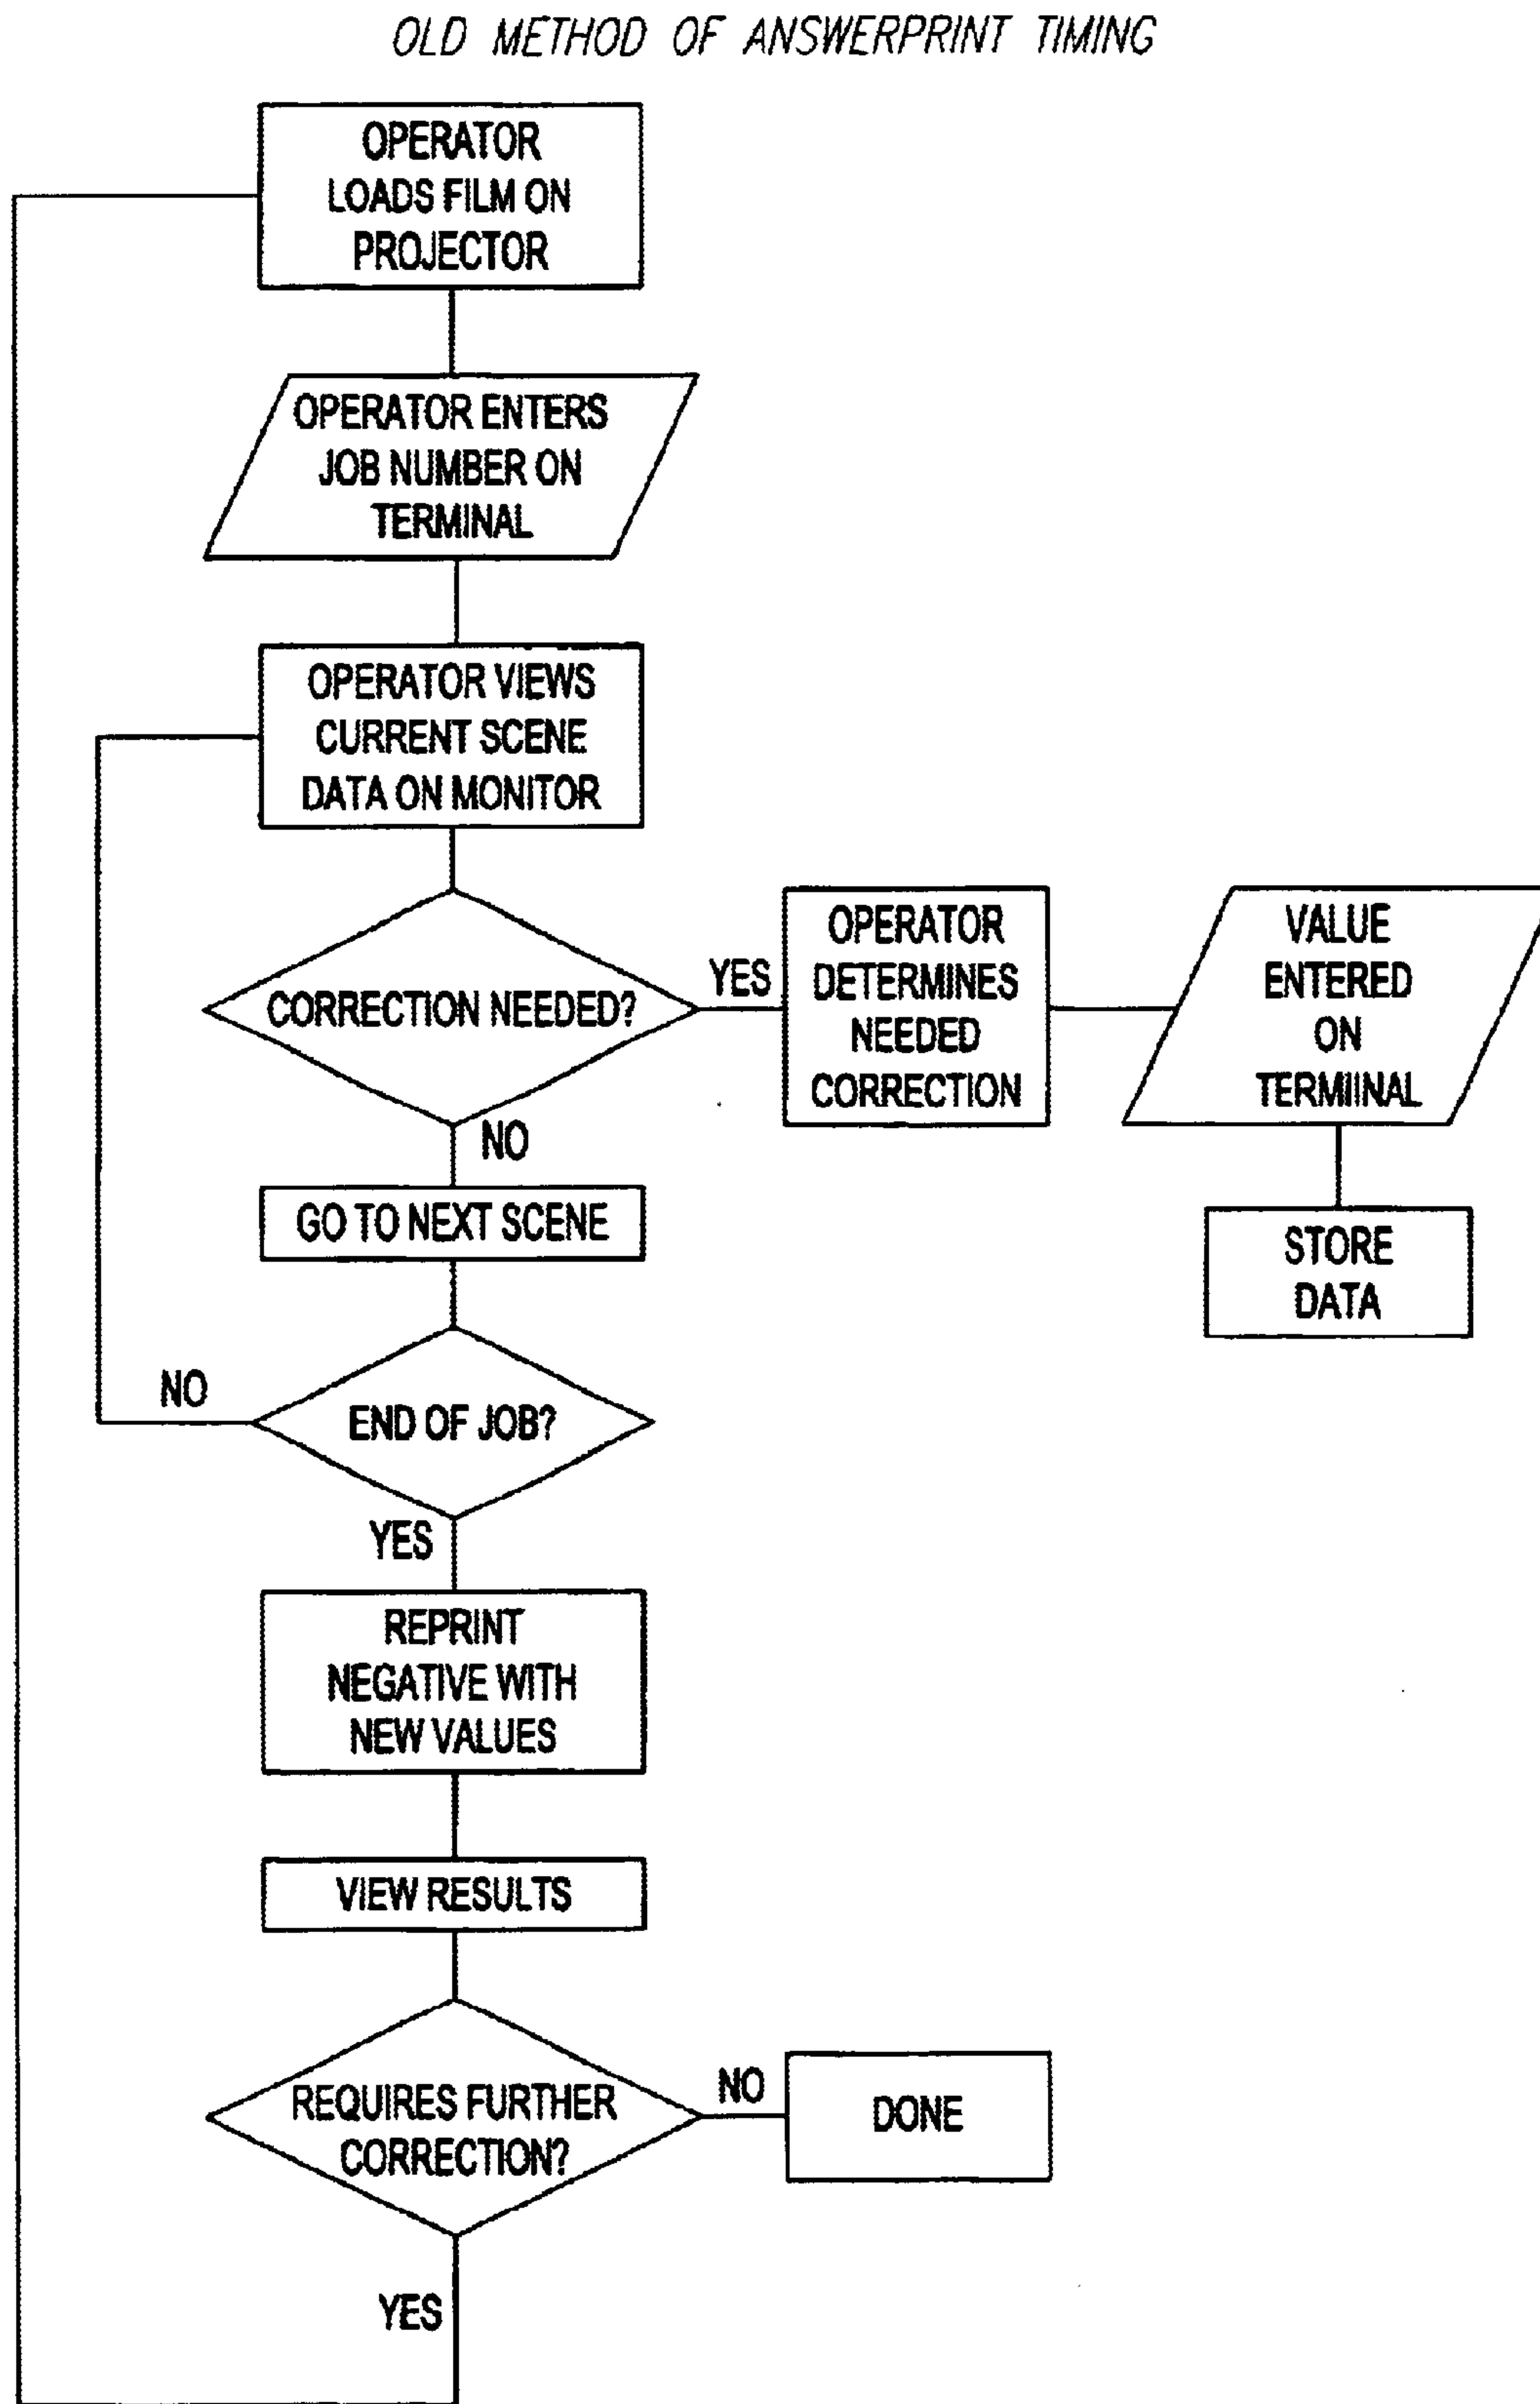 OLD METHOD OF ANSWERPRINT TIMING
OPERATOR
LOADS FILM ON
PROJECTOR
OPERATOR ENTERS
JOB NUMBER ON
TERMINAL
OPERATOR VIEWS
CURRENT SCENE
DATA ON MONITOR
CORRECTION NEEDED?
YES
OPERATOR
DETERMINES
NEEDED
CORRECTION
VALUE
ENTERED
ON
TERMIINAL
STORE
DATA
NO
GO TO NEXT SCENE
END OF JOB?
NO
YES
REPRINT
NEGATIVE WITH
NEW VALUES
VIEW RESULTS
REQUIRES FURTHER
CORRECTION?
NO
DONE
YES